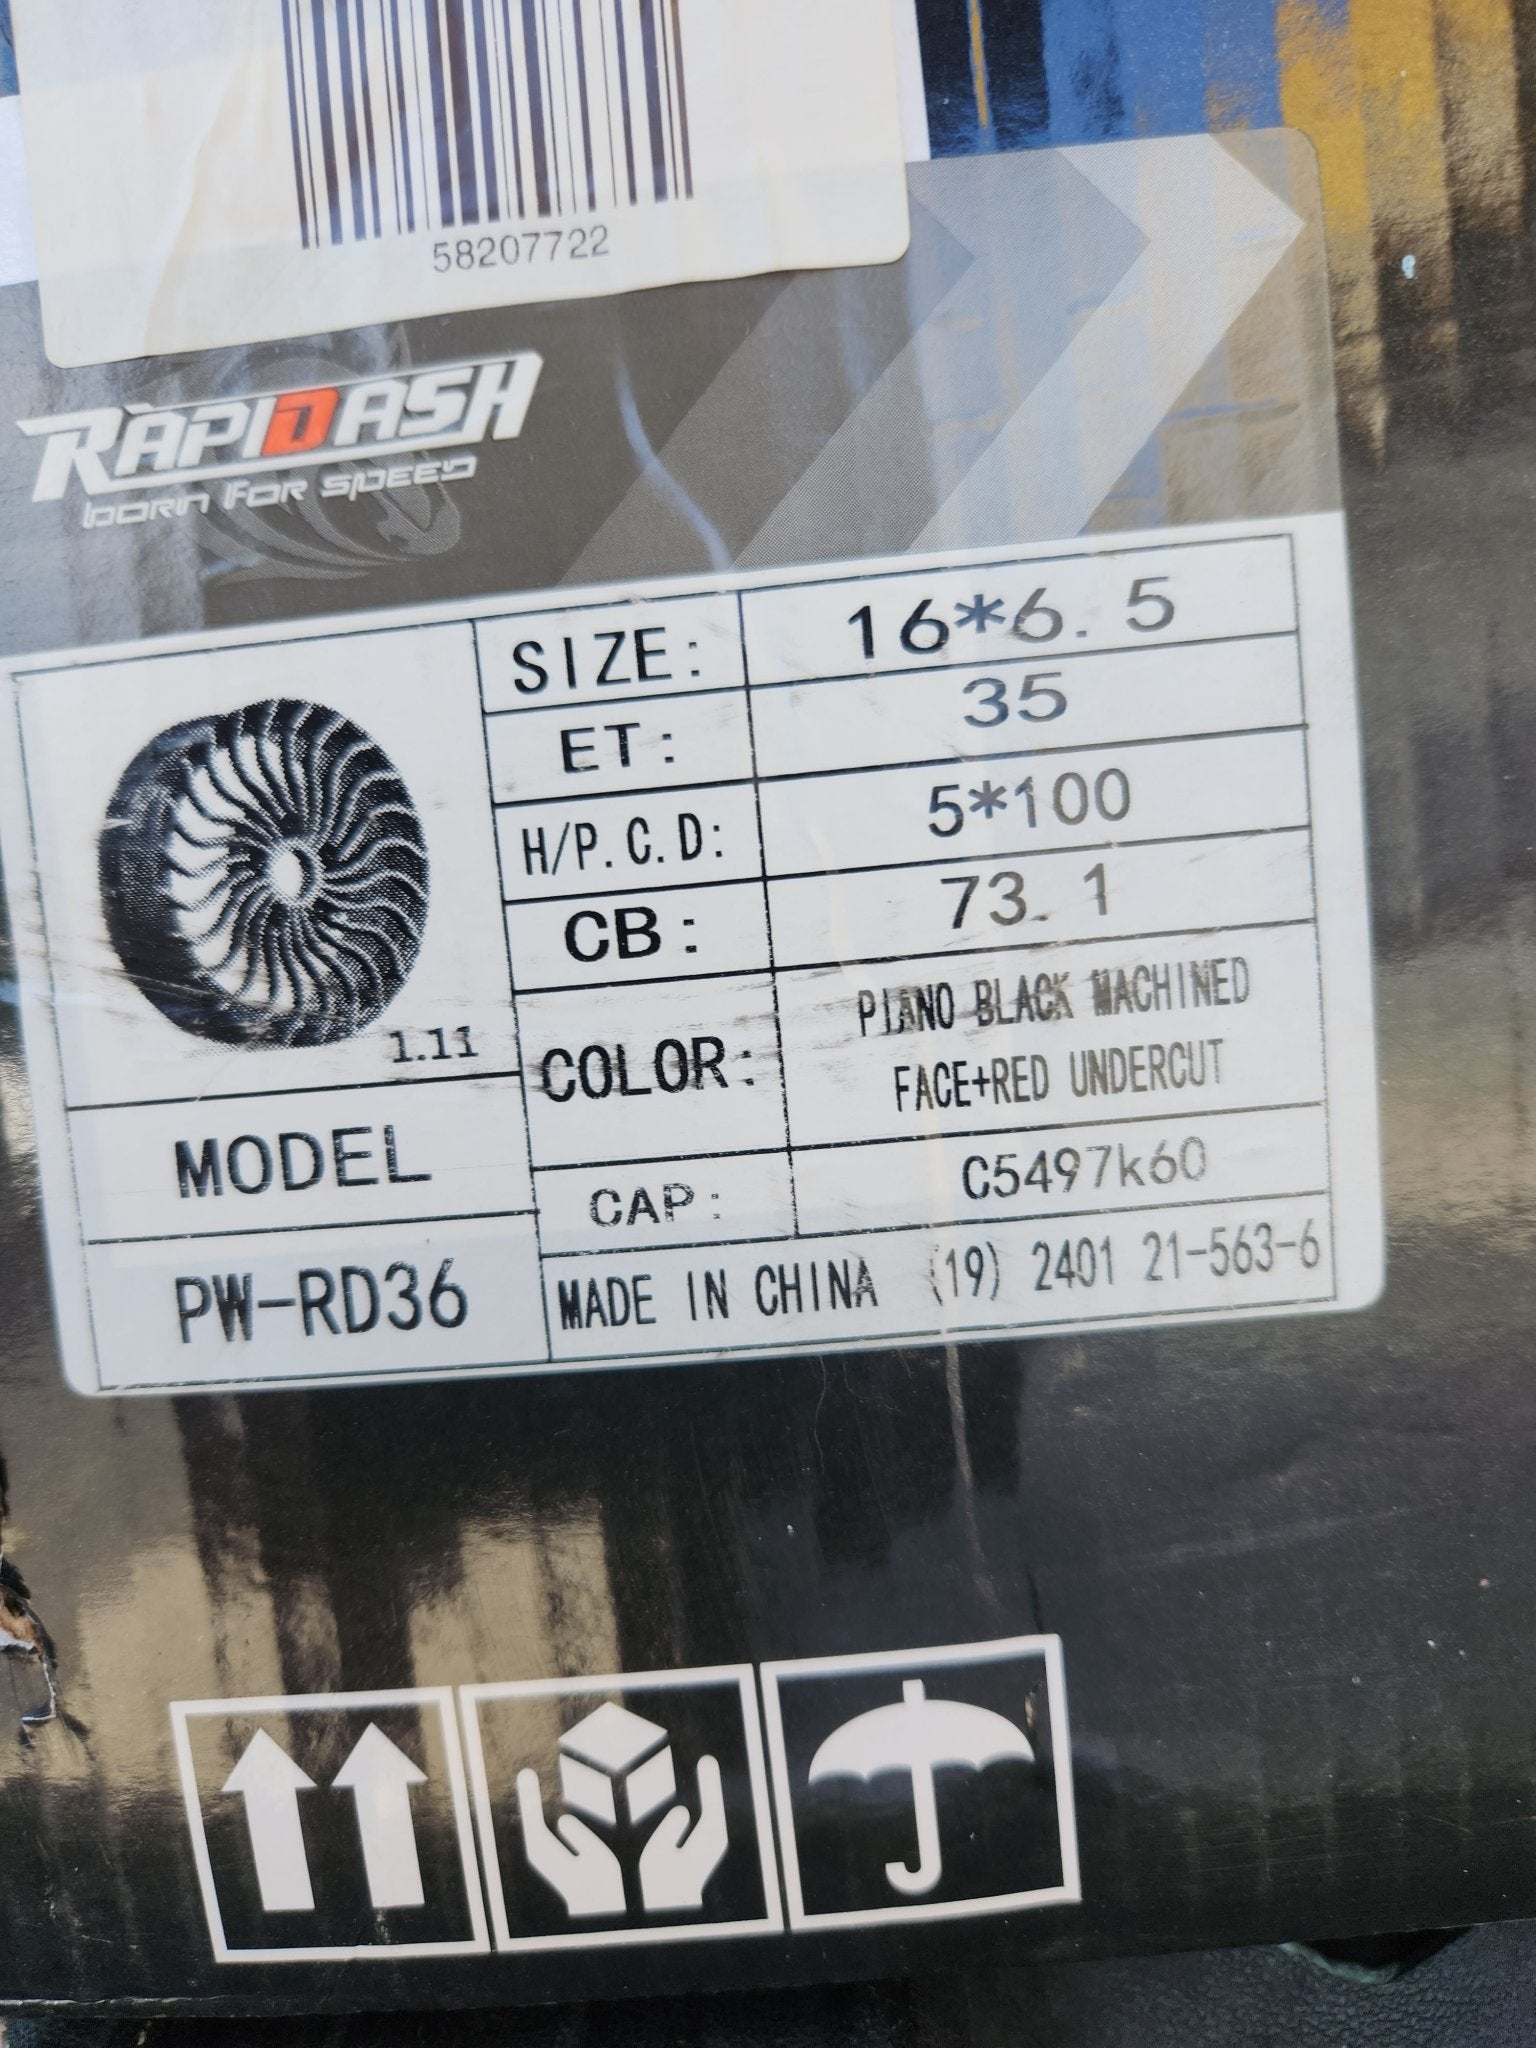 58207722
RAPIDASH
BORN FOR SPEED
SIZE: 16*6.5
ET: 35
H/P.C.D: 5*100
CB: 73.1
1.11
COLOR: PIANO BLACK MACHINED
FACE+RED UNDERCUT
MODEL
CAP: C5497k60
PW-RD36
MADE IN CHINA (19) 2401 21-563-6